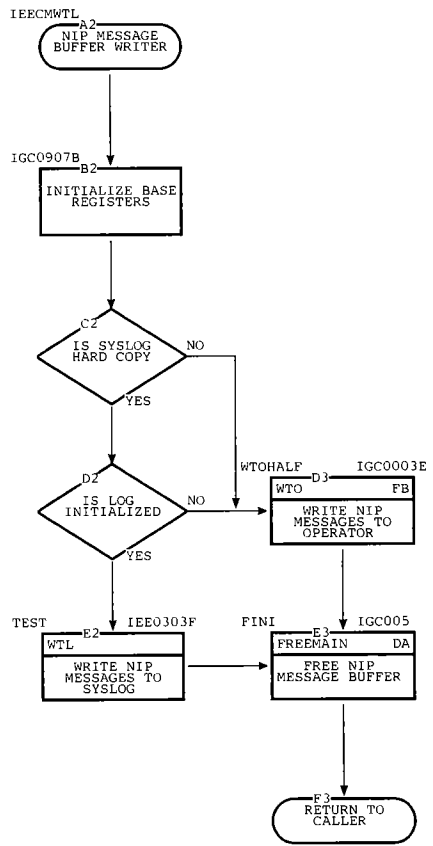 IEECMWTL
A2
NIP MESSAGE
BUFFER WRITER
IGC0907B
B2
INITIALIZE BASE
REGISTERS
C2
IS SYSLOG
HARD COPY
NO
YES
D2
IS LOG
INITIALIZED
NO
YES
WTOHALF
D3
IGC0003E
WTO
FB
WRITE NIP
MESSAGES TO
OPERATOR
TEST
E2
IEE0303F
WTL
WRITE NIP
MESSAGES TO
SYSLOG
FINI
E3
IGC005
FREEMAIN
DA
FREE NIP
MESSAGE BUFFER
F3
RETURN TO
CALLER